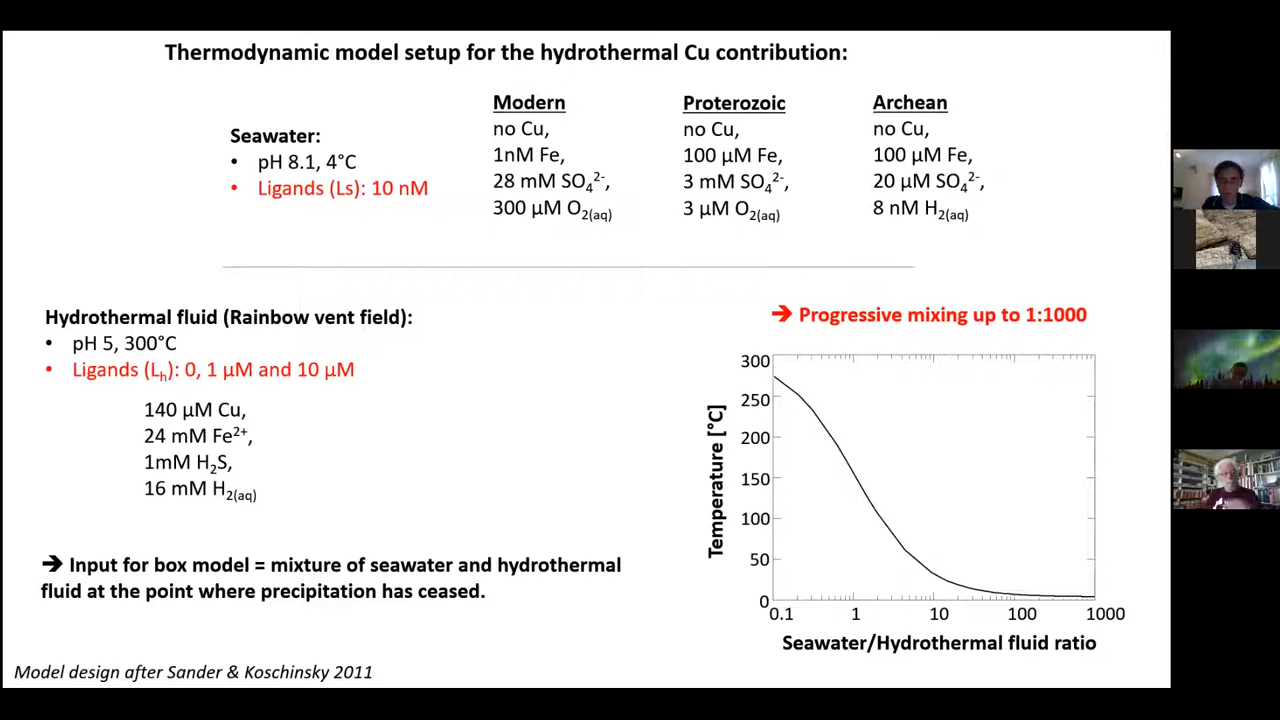 Thermodynamic model setup for the hydrothermal Cu contribution:
Seawater:
• pH 8.1, 4°C
• Ligands (Ls): 10 nM
Modern
no Cu,
1nM Fe,
28 mM SO₄²⁻,
300 µM O₂₍aq₎
Proterozoic
no Cu,
100 µM Fe,
3 mM SO₄²⁻,
3 µM O₂₍aq₎
Archean
no Cu,
100 µM Fe,
20 µM SO₄²⁻,
8 nM H₂₍aq₎
Hydrothermal fluid (Rainbow vent field):
• pH 5, 300°C
• Ligands (Lₕ): 0, 1 µM and 10 µM
140 µM Cu,
24 mM Fe²⁺,
1mM H₂S,
16 mM H₂₍aq₎
➔ Input for box model = mixture of seawater and hydrothermal
fluid at the point where precipitation has ceased.
Model design after Sander & Koschinsky 2011
➔ Progressive mixing up to 1:1000
Temperature [°C]
300
250
200
150
100
50
0
0.1 1 10 100 1000
Seawater/Hydrothermal fluid ratio